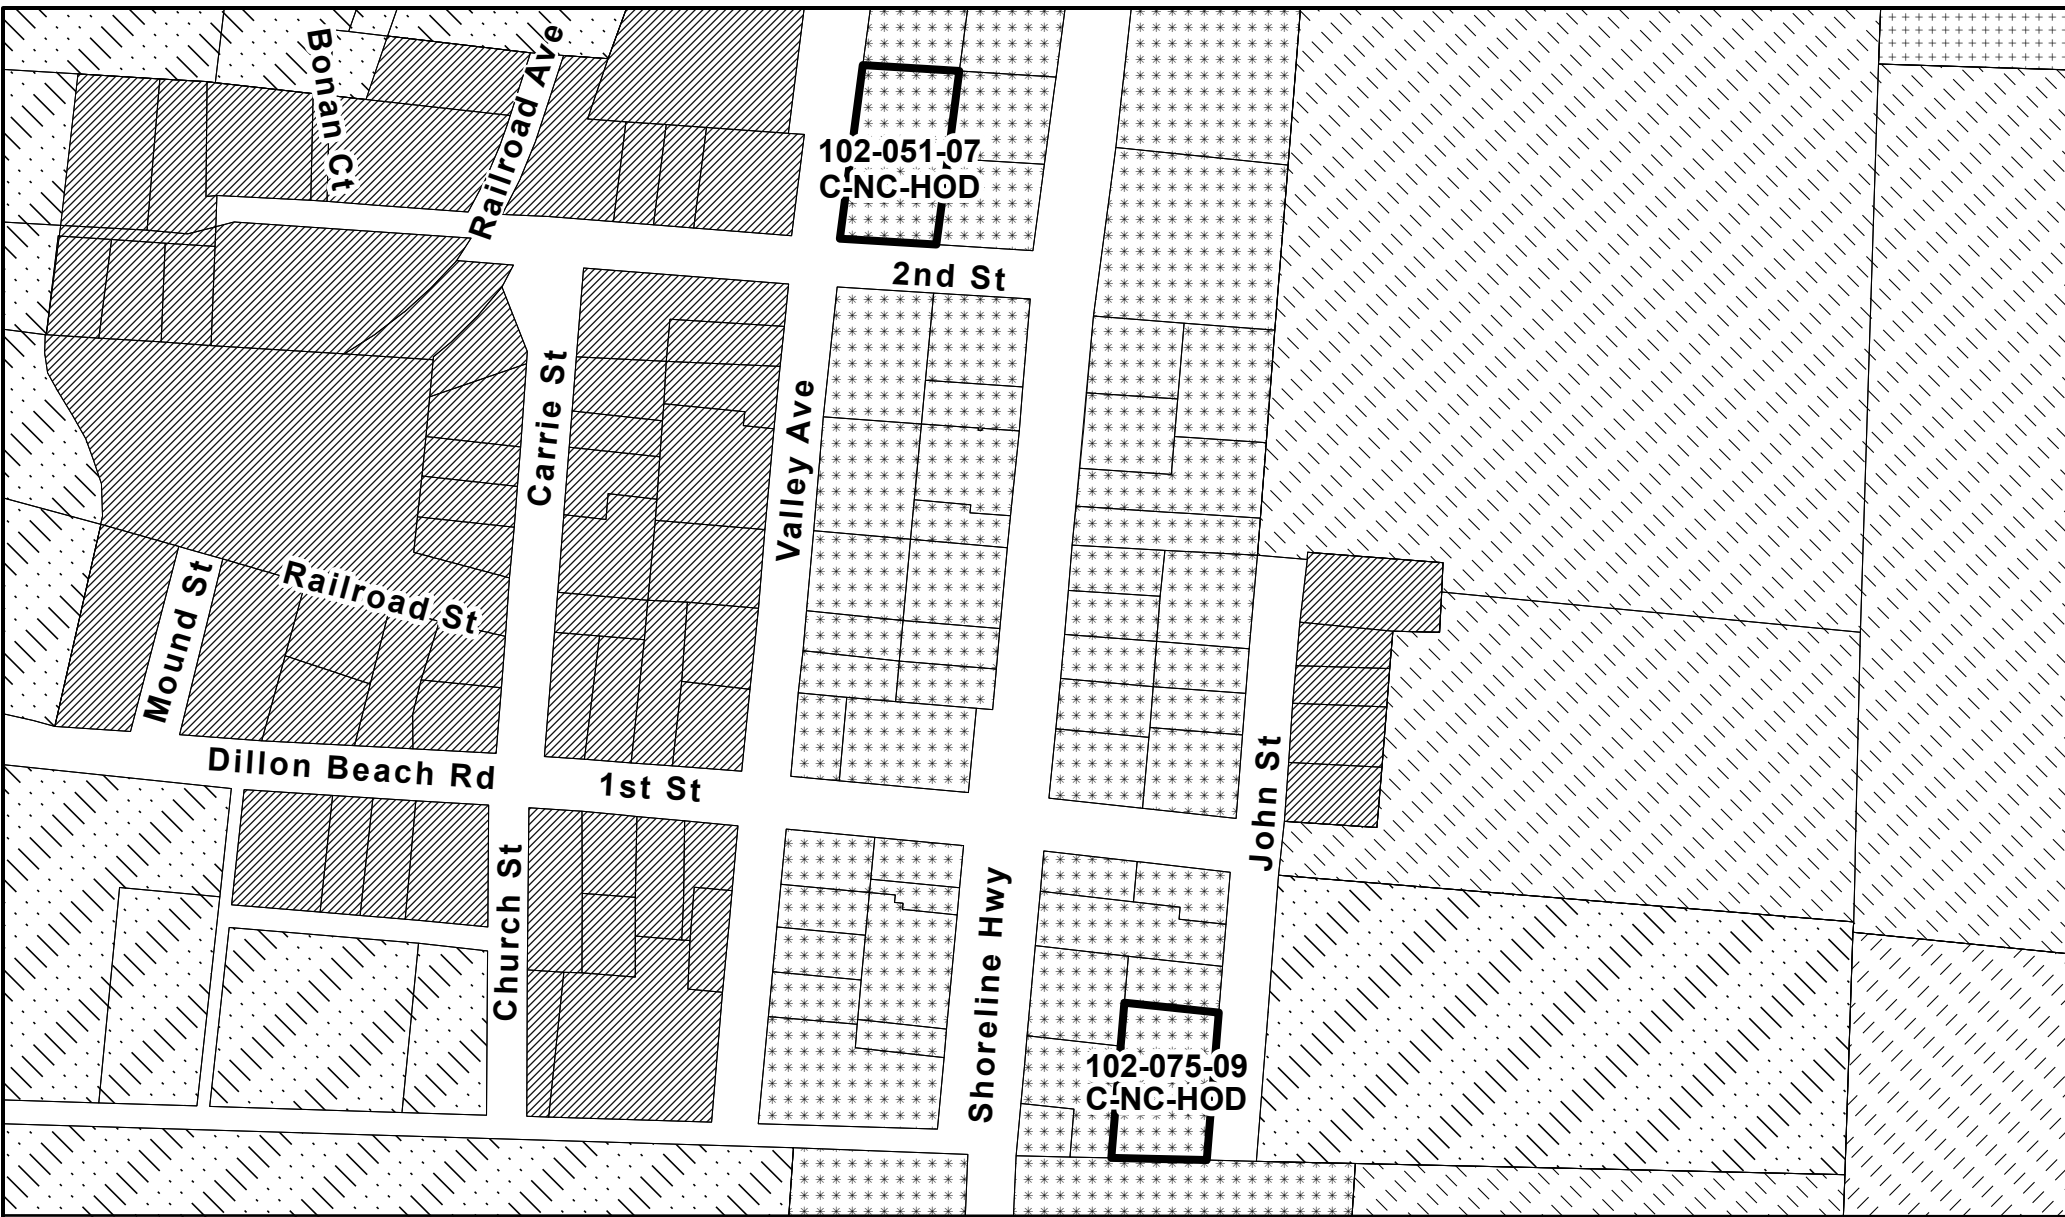 Bonan Ct
Railroad Ave
102-051-07
C-NC-HOD
2nd St
Carrie St
Valley Ave
Mound St
Railroad St
Dillon Beach Rd
1st St
John St
Church St
Shoreline Hwy
102-075-09
C-NC-HOD